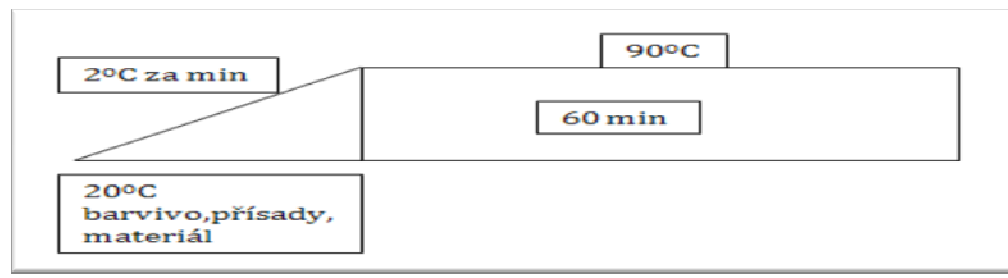 90ºC
2ºC za min
60 min
20ºC
barvivo,přísady,
materiál